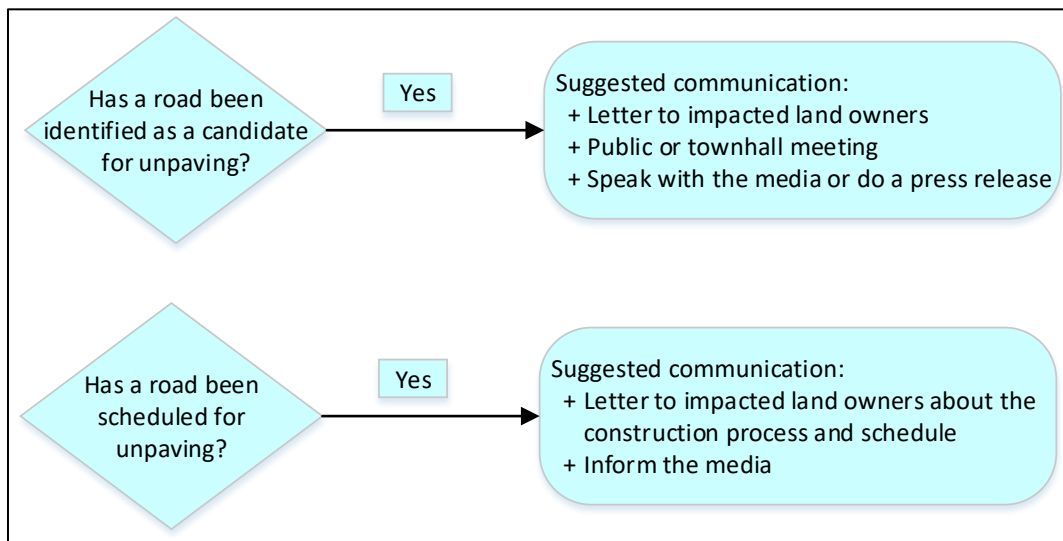 Has a road been
identified as a candidate
for unpaving?
Yes
Suggested communication:
+ Letter to impacted land owners
+ Public or townhall meeting
+ Speak with the media or do a press release
Has a road been
scheduled for
unpaving?
Yes
Suggested communication:
+ Letter to impacted land owners about the
construction process and schedule
+ Inform the media